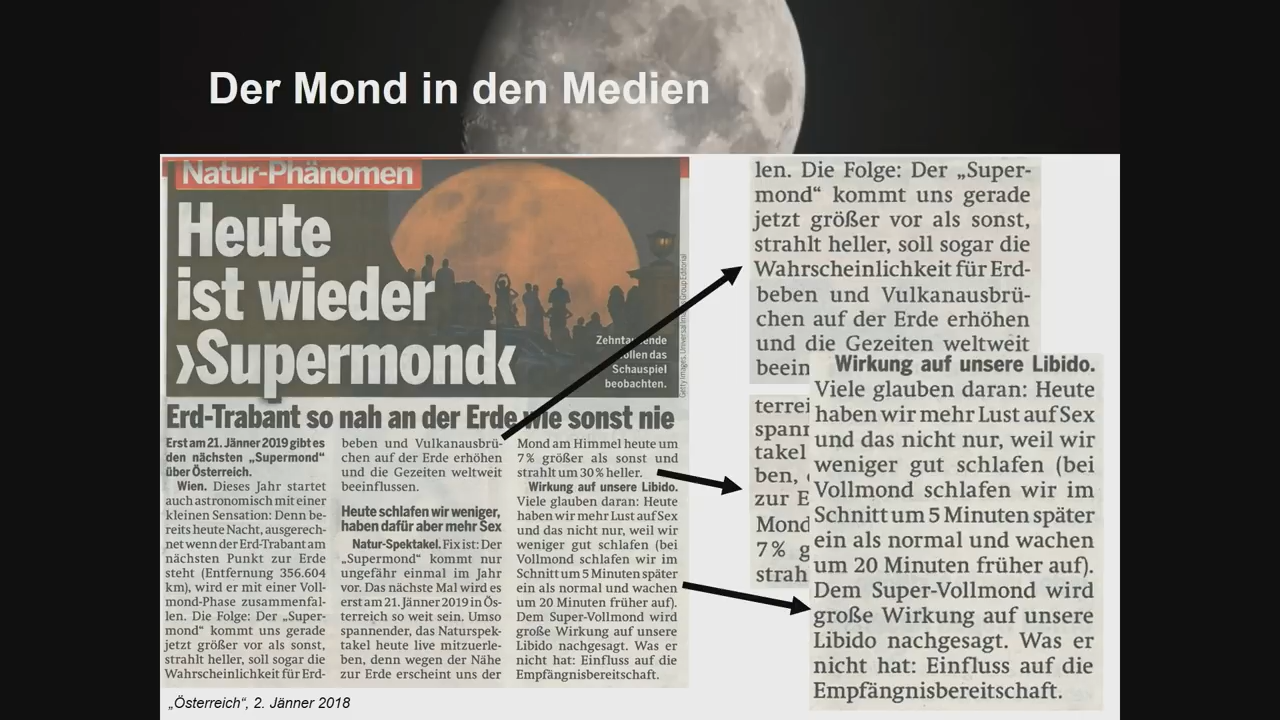 Der Mond in den Medien
Natur-Phänomen
Heute
ist wieder
›Supermond‹
Schauspiel
beobachten.
Erd-Trabant so nah an der Erde wie sonst nie
Erst am 21. Jänner 2019 gibt es
den nächsten „Supermond“
über Österreich.
Wien. Dieses Jahr startet
auch astronomisch mit einer
kleinen Sensation: Denn be-
reits heute Nacht, ausgerech-
net wenn der Erd-Trabant am
nächsten Punkt zur Erde
steht (Entfernung 356.604
km), wird er mit einer Voll-
mond-Phase zusammenfal-
len. Die Folge: Der „Super-
mond“ kommt uns gerade
jetzt größer vor als sonst,
strahlt heller, soll sogar die
Wahrscheinlichkeit für Erd-
beben und Vulkanausbrü-
chen auf der Erde erhöhen
und die Gezeiten weltweit
beeinflussen.
Heute schlafen wir weniger,
haben dafür aber mehr Sex
Natur-Spektakel. Fix ist: Der
„Supermond“ kommt nur
ungefähr einmal im Jahr
vor. Das nächste Mal wird es
erst am 21. Jänner 2019 in Ös-
terreich so weit sein. Umso
spannender, das Naturspek-
takel heute live mitzuerle-
ben, denn wegen der Nähe
zur Erde erscheint uns der
Mond am Himmel heute um
7% größer als sonst und
strahlt um 30% heller.
Wirkung auf unsere Libido.
Viele glauben daran: Heute
haben wir mehr Lust auf Sex
und das nicht nur, weil wir
weniger gut schlafen (bei
Vollmond schlafen wir im
Schnitt um 5 Minuten später
ein als normal und wachen
um 20 Minuten früher auf).
Dem Super-Vollmond wird
große Wirkung auf unsere
Libido nachgesagt. Was er
nicht hat: Einfluss auf die
Empfängnisbereitschaft.
„Österreich“, 2. Jänner 2018
len. Die Folge: Der „Super-
mond“ kommt uns gerade
jetzt größer vor als sonst,
strahlt heller, soll sogar die
Wahrscheinlichkeit für Erd-
beben und Vulkanausbrü-
chen auf der Erde erhöhen
und die Gezeiten weltweit
beein
terrei
spann
takel
ben,
zur E
Mond
7% g
strah
Wirkung auf unsere Libido.
Viele glauben daran: Heute
haben wir mehr Lust auf Sex
und das nicht nur, weil wir
weniger gut schlafen (bei
Vollmond schlafen wir im
Schnitt um 5 Minuten später
ein als normal und wachen
um 20 Minuten früher auf).
Dem Super-Vollmond wird
große Wirkung auf unsere
Libido nachgesagt. Was er
nicht hat: Einfluss auf die
Empfängnisbereitschaft.